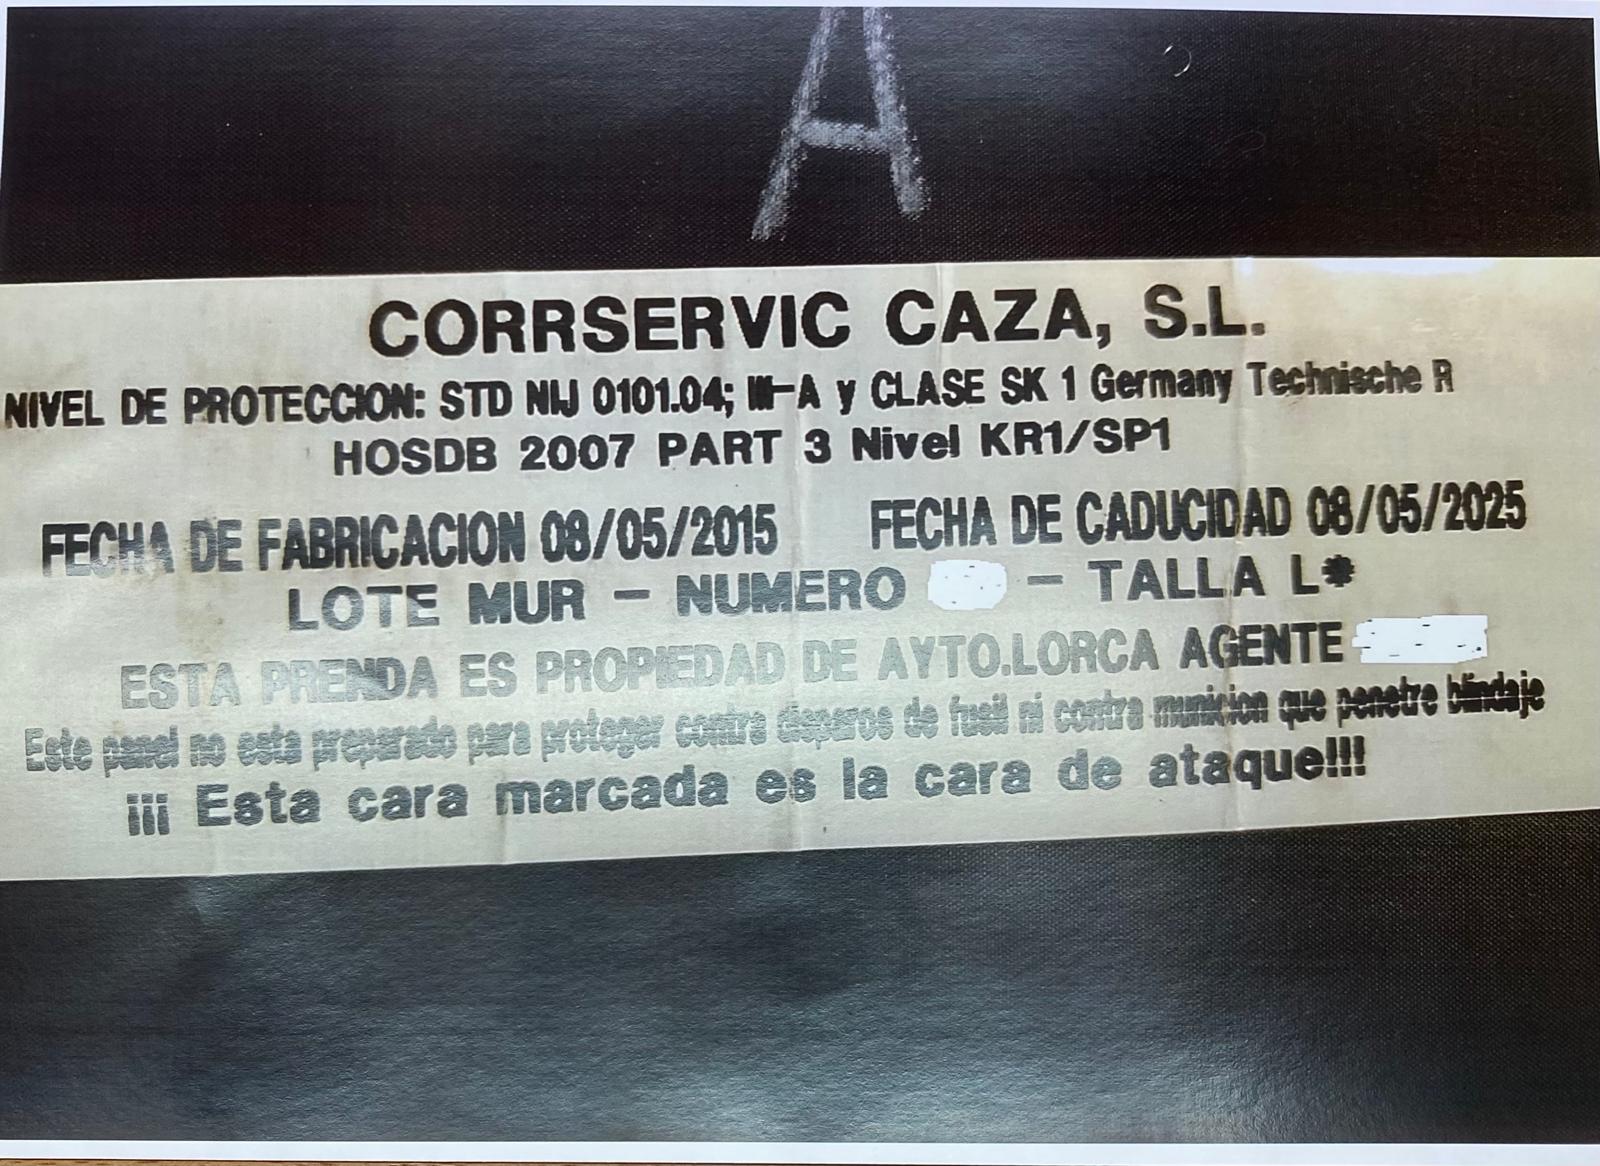 A
CORRSERVIC CAZA, S.L.
NIVEL DE PROTECCION: STD NIJ 0101.04; III-A y CLASE SK 1 Germany Technische R
HOSDB 2007 PART 3 Nivel KR1/SP1
FECHA DE FABRICACION 08/05/2015 FECHA DE CADUCIDAD 08/05/2025
LOTE MUR - NUMERO - TALLA L*
ESTA PRENDA ES PROPIEDAD DE AYTO.LORCA AGENTE
Este panel no esta preparado para proteger contra disparos de fusil ni contra municion que penetre blindaje
¡¡¡ Esta cara marcada es la cara de ataque!!!